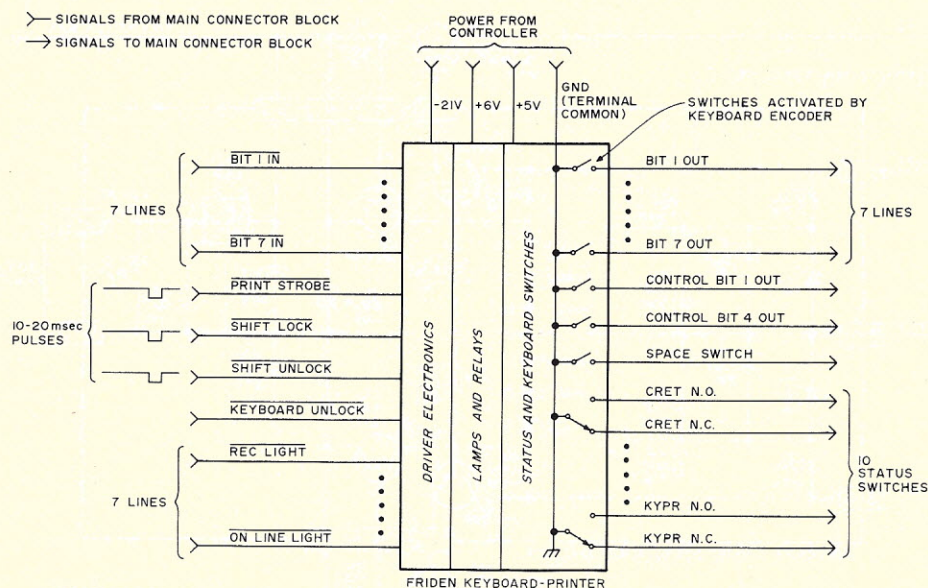 SIGNALS FROM MAIN CONNECTOR BLOCK
SIGNALS TO MAIN CONNECTOR BLOCK
POWER FROM
CONTROLLER
-21V
+6V
+5V
GND
(TERMINAL
COMMON)
SWITCHES ACTIVATED BY
KEYBOARD ENCODER
BIT 1 IN
7 LINES
BIT 7 IN
PRINT STROBE
10-20msec
PULSES
SHIFT LOCK
SHIFT UNLOCK
KEYBOARD UNLOCK
REC LIGHT
7 LINES
ON LINE LIGHT
DRIVER ELECTRONICS
LAMPS AND RELAYS
STATUS AND KEYBOARD SWITCHES
BIT 1 OUT
7 LINES
BIT 7 OUT
CONTROL BIT 1 OUT
CONTROL BIT 4 OUT
SPACE SWITCH
CRET N.O.
CRET N.C.
10
STATUS
SWITCHES
KYPR N.O.
KYPR N.C.
FRIDEN KEYBOARD-PRINTER